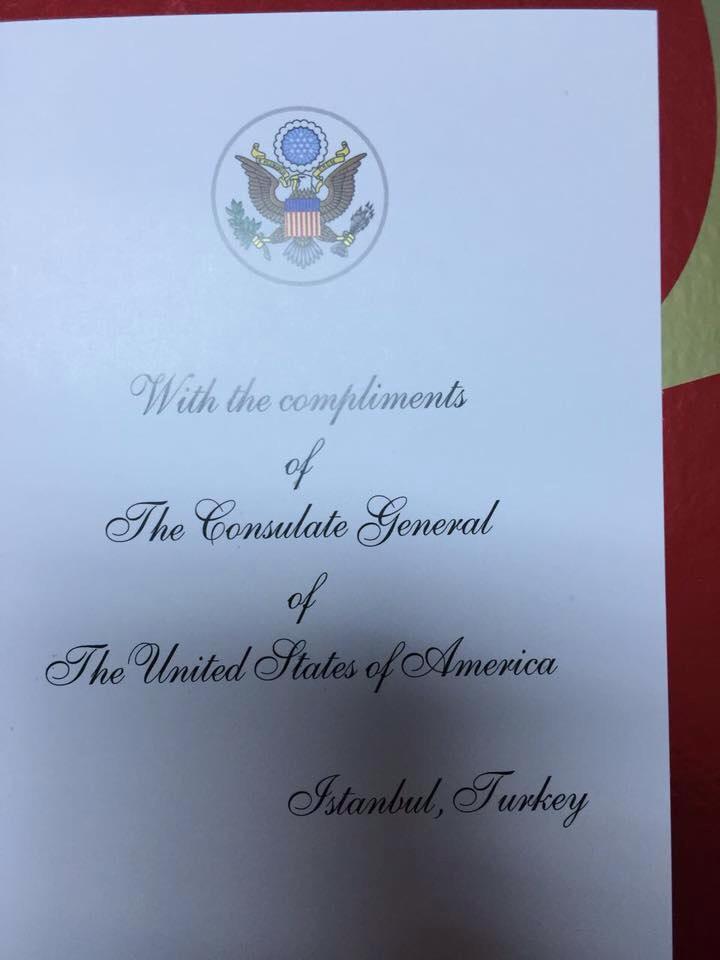 With the compliments
of
The Consulate General
of
The United States of America
Istanbul, Turkey